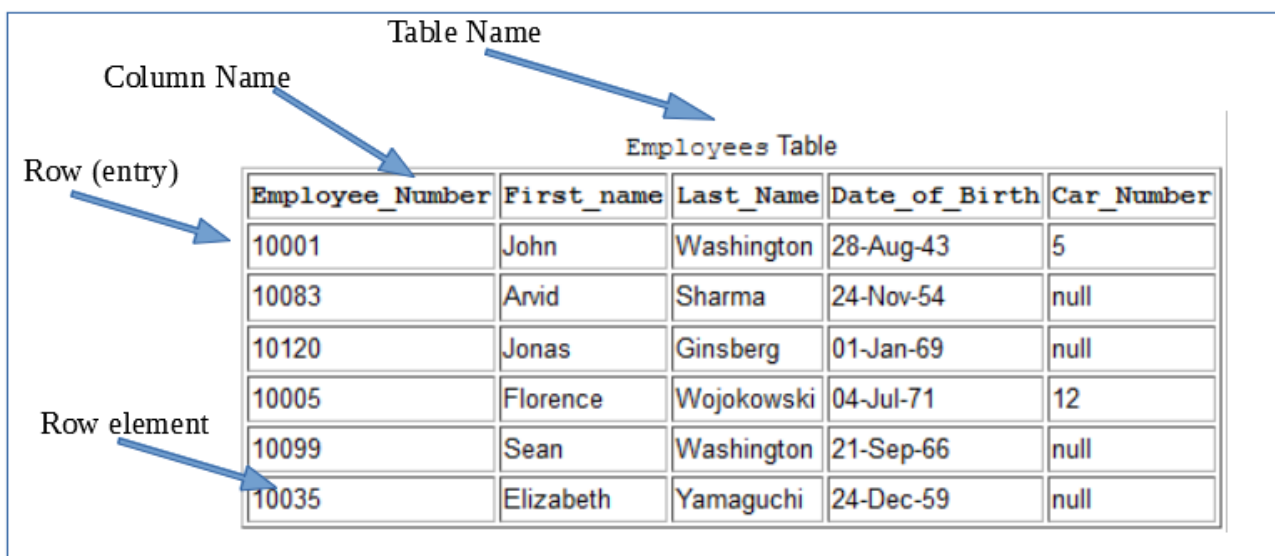 Table Name
Column Name
Employees Table
Row (entry)
Employee_Number First_name Last_Name Date_of_Birth Car_Number
10001 John Washington 28-Aug-43 5
10083 Arvid Sharma 24-Nov-54 null
10120 Jonas Ginsberg 01-Jan-69 null
10005 Florence Wojokowski 04-Jul-71 12
Row element
10099 Sean Washington 21-Sep-66 null
10035 Elizabeth Yamaguchi 24-Dec-59 null